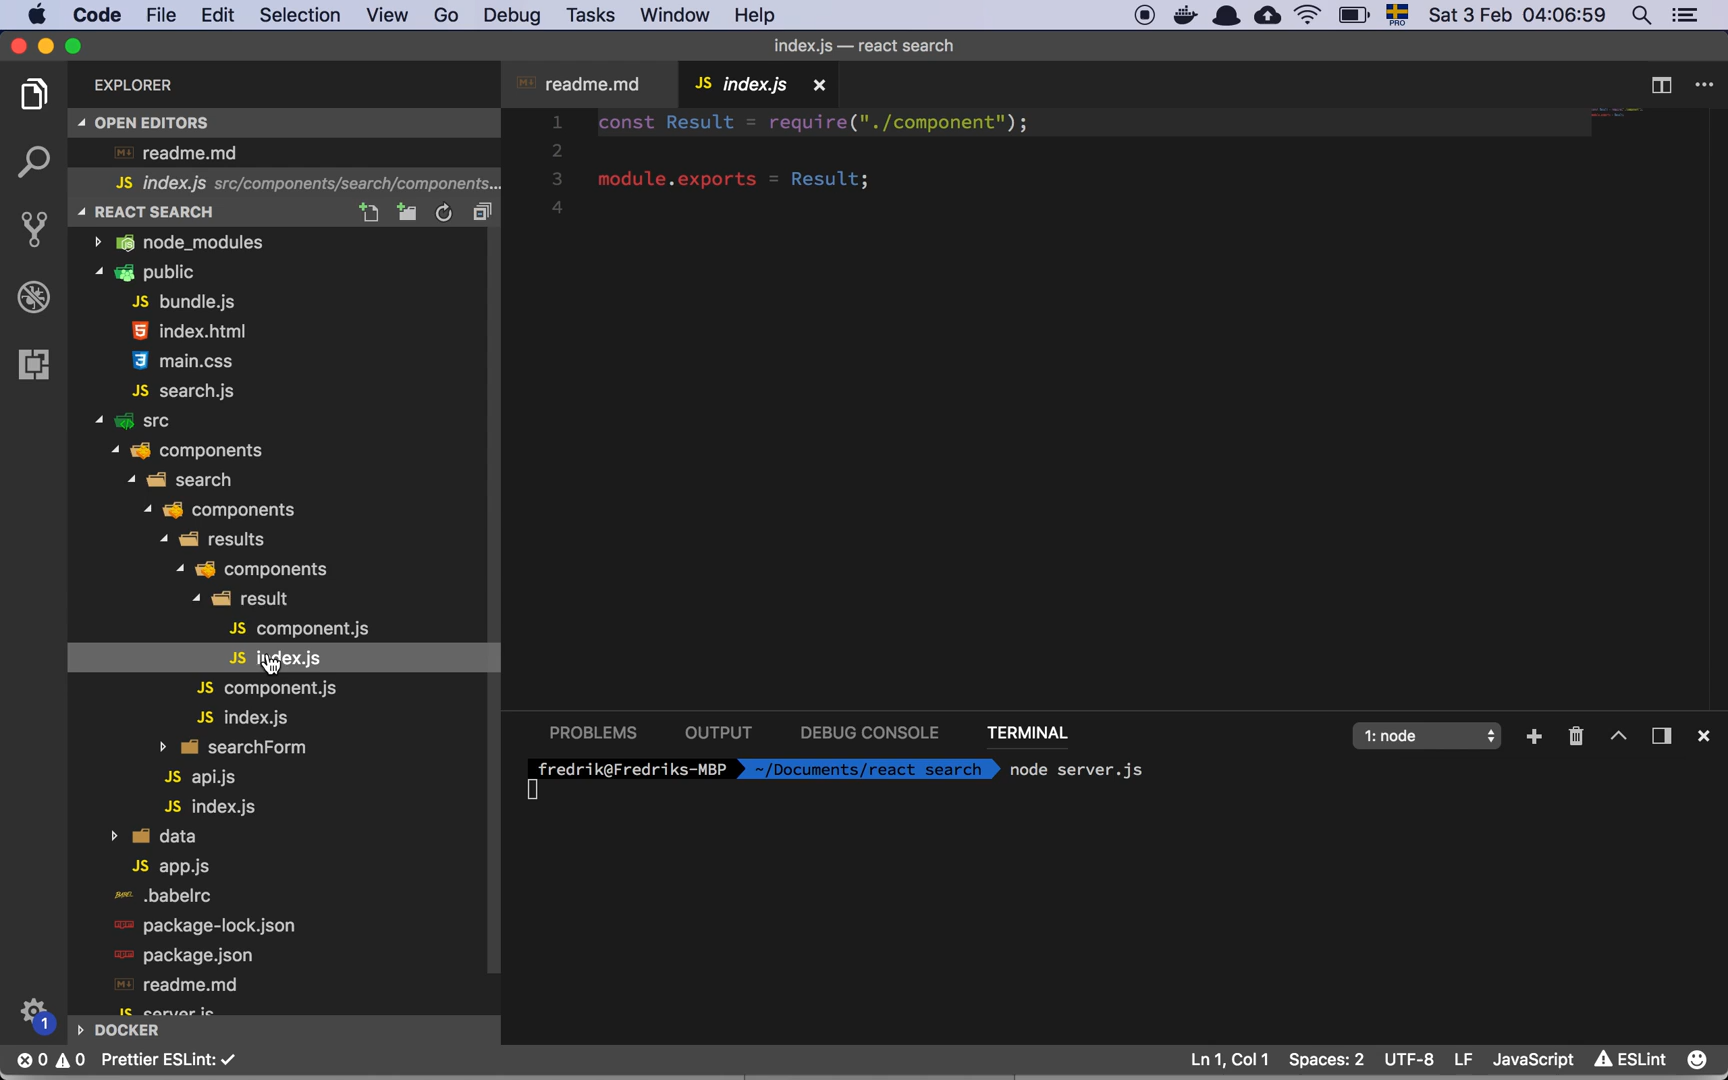 Code File Edit Selection View Go Debug Tasks Window Help PRO Sat 3 Feb 04:06:59
index.js — react search
EXPLORER
readme.md
JS index.js
OPEN EDITORS
readme.md
JS index.js src/components/search/components...
REACT SEARCH
node_modules
public
JS bundle.js
index.html
main.css
JS search.js
src
components
search
components
results
components
result
JS component.js
JS index.js
JS component.js
JS index.js
searchForm
JS api.js
JS index.js
data
JS app.js
.babelrc
package-lock.json
package.json
readme.md
JS server.js
DOCKER
1
1 const Result = require("./component");
2
3 module.exports = Result;
4
PROBLEMS OUTPUT DEBUG CONSOLE TERMINAL 1: node
fredrik@Fredriks-MBP ~/Documents/react search node server.js
0 0 Prettier ESLint: ✓ Ln 1, Col 1 Spaces: 2 UTF-8 LF JavaScript ESLint